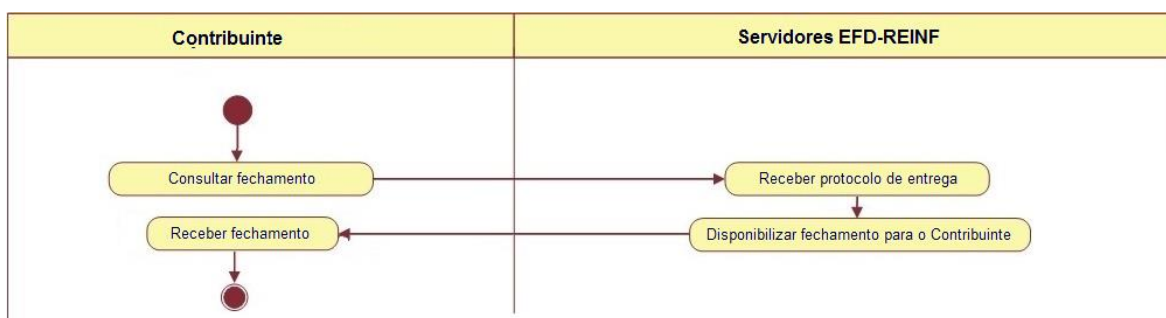 Contribuinte
Servidores EFD-REINF
Consultar fechamento
Receber protocolo de entrega
Receber fechamento
Disponibilizar fechamento para o Contribuinte